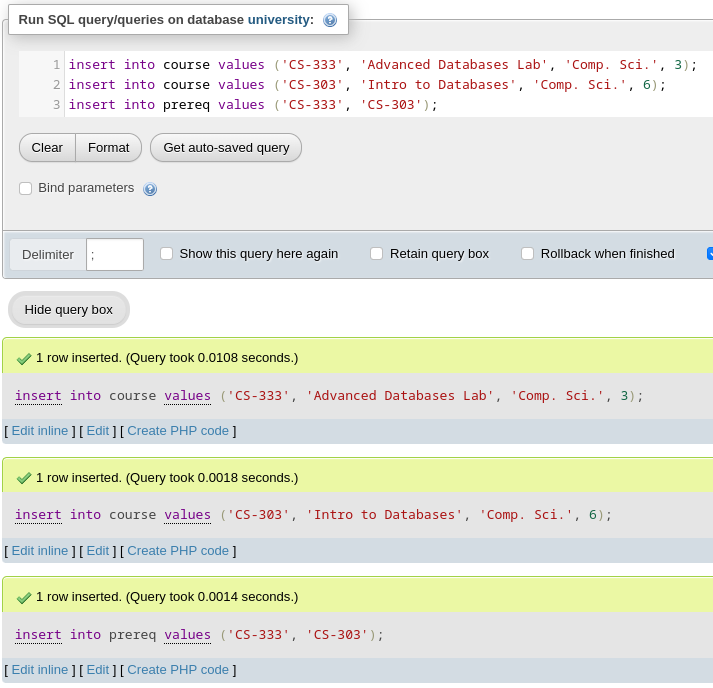 Run SQL query/queries on database university:
1 insert into course values ('CS-333', 'Advanced Databases Lab', 'Comp. Sci.', 3);
2 insert into course values ('CS-303', 'Intro to Databases', 'Comp. Sci.', 6);
3 insert into prereq values ('CS-333', 'CS-303');
Clear Format Get auto-saved query
Bind parameters
Delimiter ; Show this query here again Retain query box Rollback when finished
Hide query box
1 row inserted. (Query took 0.0108 seconds.)
insert into course values ('CS-333', 'Advanced Databases Lab', 'Comp. Sci.', 3);
[ Edit inline ] [ Edit ] [ Create PHP code ]
1 row inserted. (Query took 0.0018 seconds.)
insert into course values ('CS-303', 'Intro to Databases', 'Comp. Sci.', 6);
[ Edit inline ] [ Edit ] [ Create PHP code ]
1 row inserted. (Query took 0.0014 seconds.)
insert into prereq values ('CS-333', 'CS-303');
[ Edit inline ] [ Edit ] [ Create PHP code ]